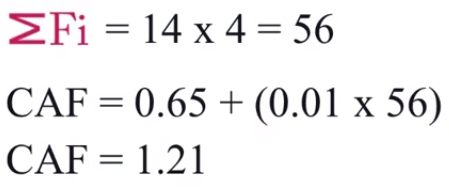 ΣFi = 14 x 4 = 56
CAF = 0.65 + (0.01 x 56)
CAF = 1.21